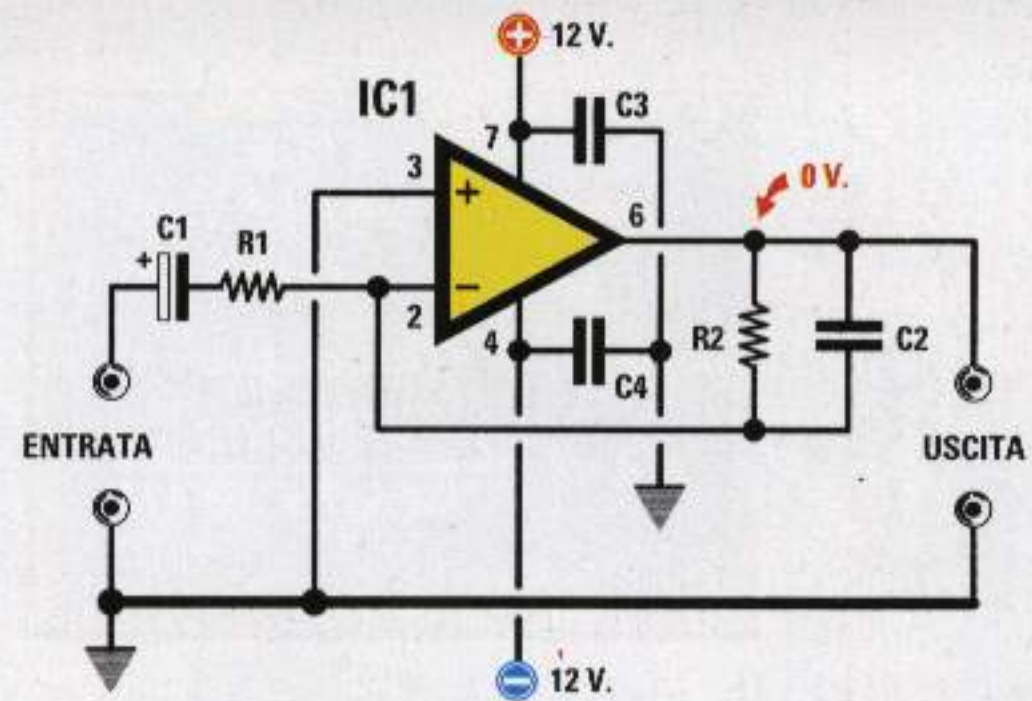 12 V.
IC1
C3
7
3
+
0 V.
6
C1
+
R1
−
2
4
R2
C2
C4
ENTRATA
USCITA
12 V.